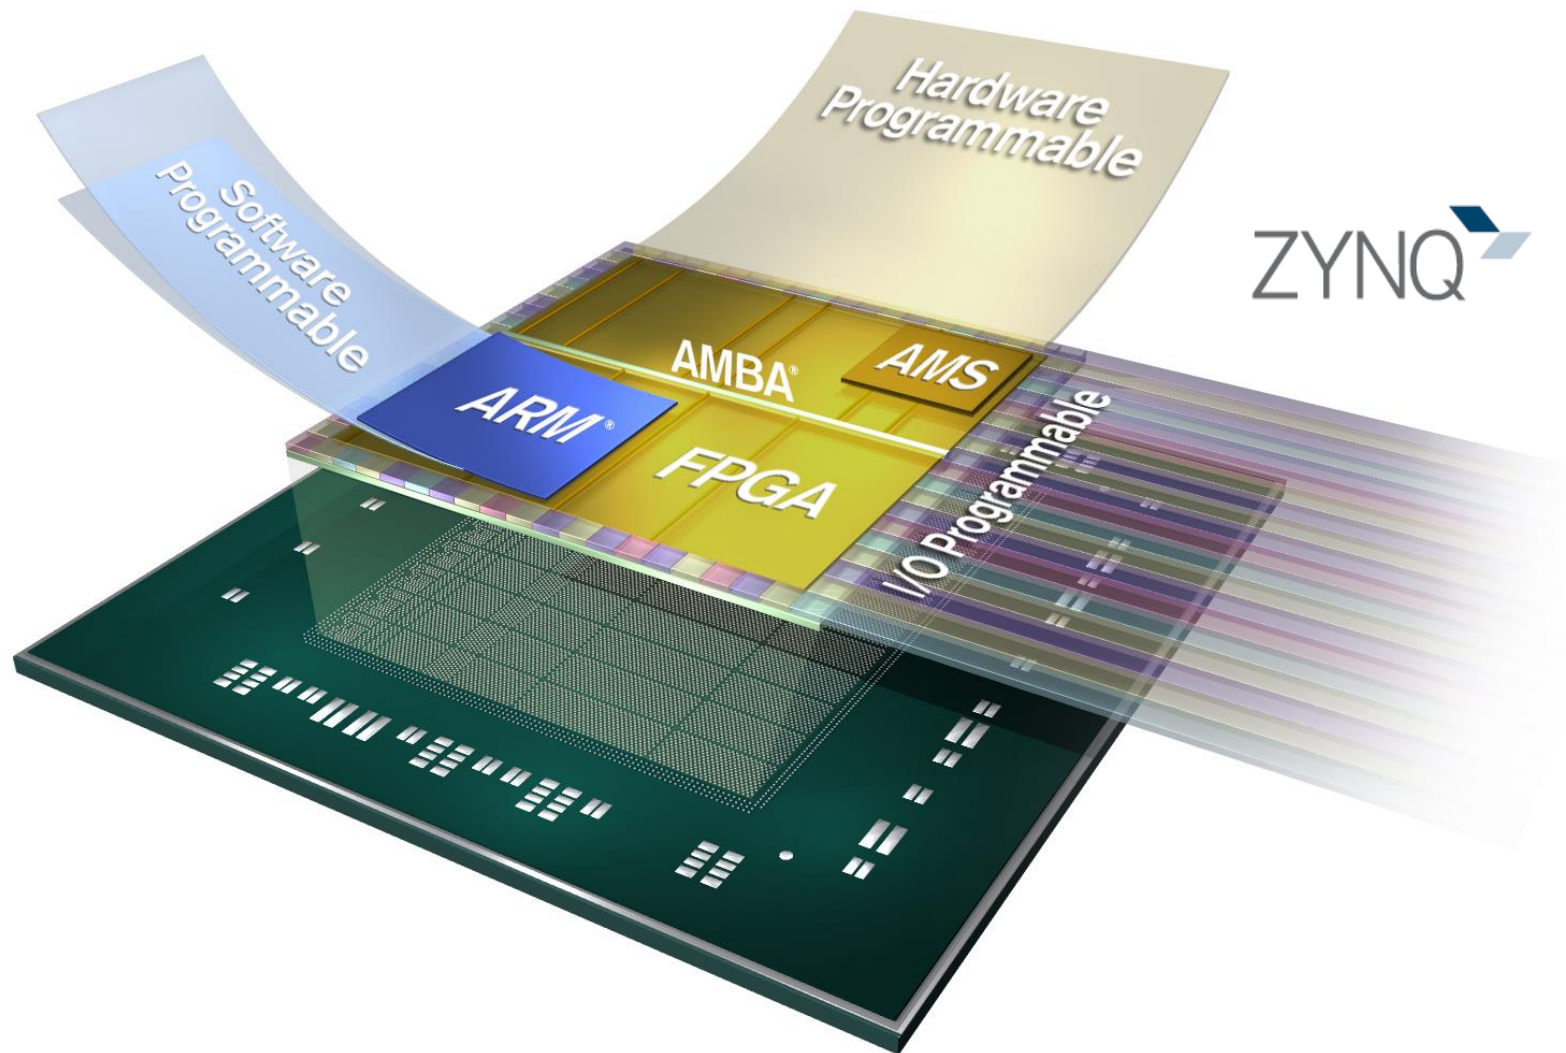 Hardware
Programmable
Software
Programmable
ZYNQ
AMBA®
AMS
ARM®
FPGA
I/O Programmable